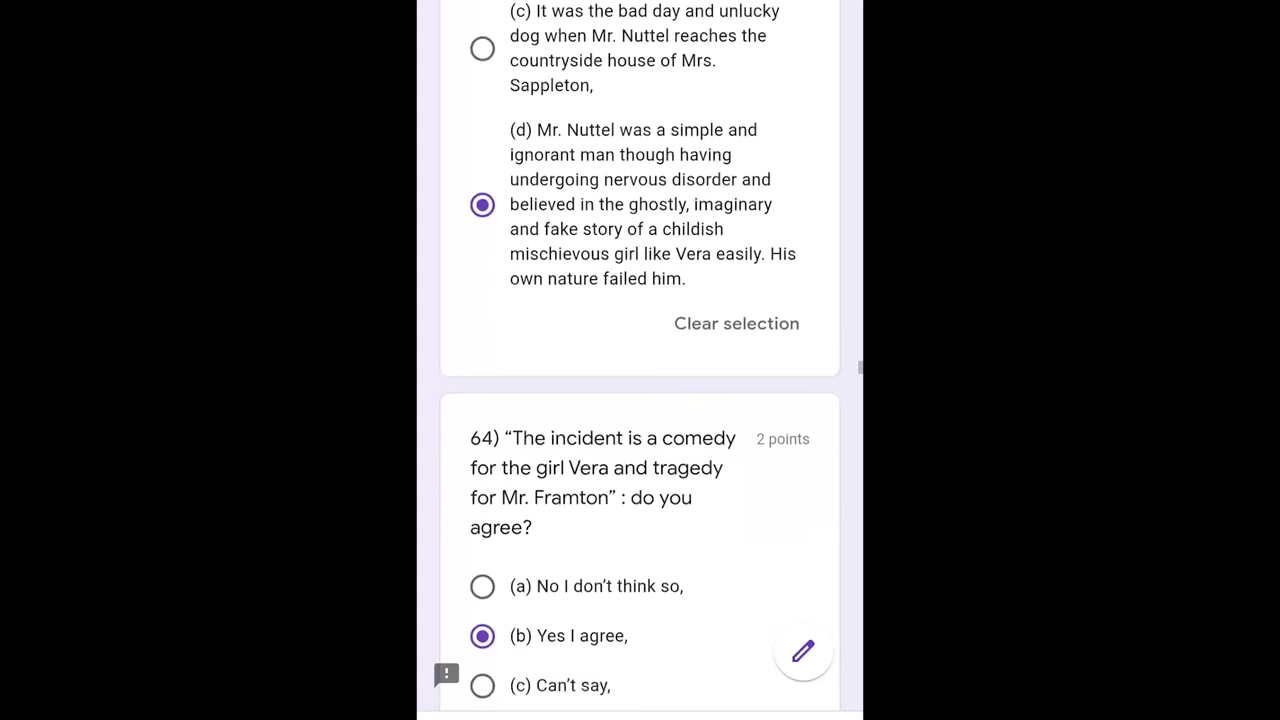 (c) It was the bad day and unlucky
dog when Mr. Nuttel reaches the
countryside house of Mrs.
Sappleton,
(d) Mr. Nuttel was a simple and
ignorant man though having
undergoing nervous disorder and
believed in the ghostly, imaginary
and fake story of a childish
mischievous girl like Vera easily. His
own nature failed him.
Clear selection
64) “The incident is a comedy
for the girl Vera and tragedy
for Mr. Framton” : do you
agree?
2 points
(a) No I don’t think so,
(b) Yes I agree,
(c) Can’t say,